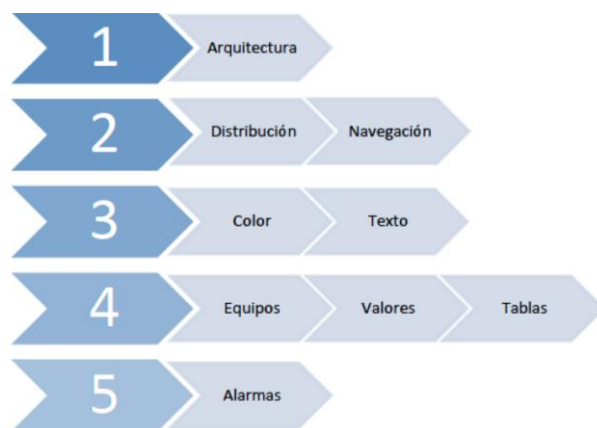 1 Arquitectura
2 Distribución Navegación
3 Color Texto
4 Equipos Valores Tablas
5 Alarmas